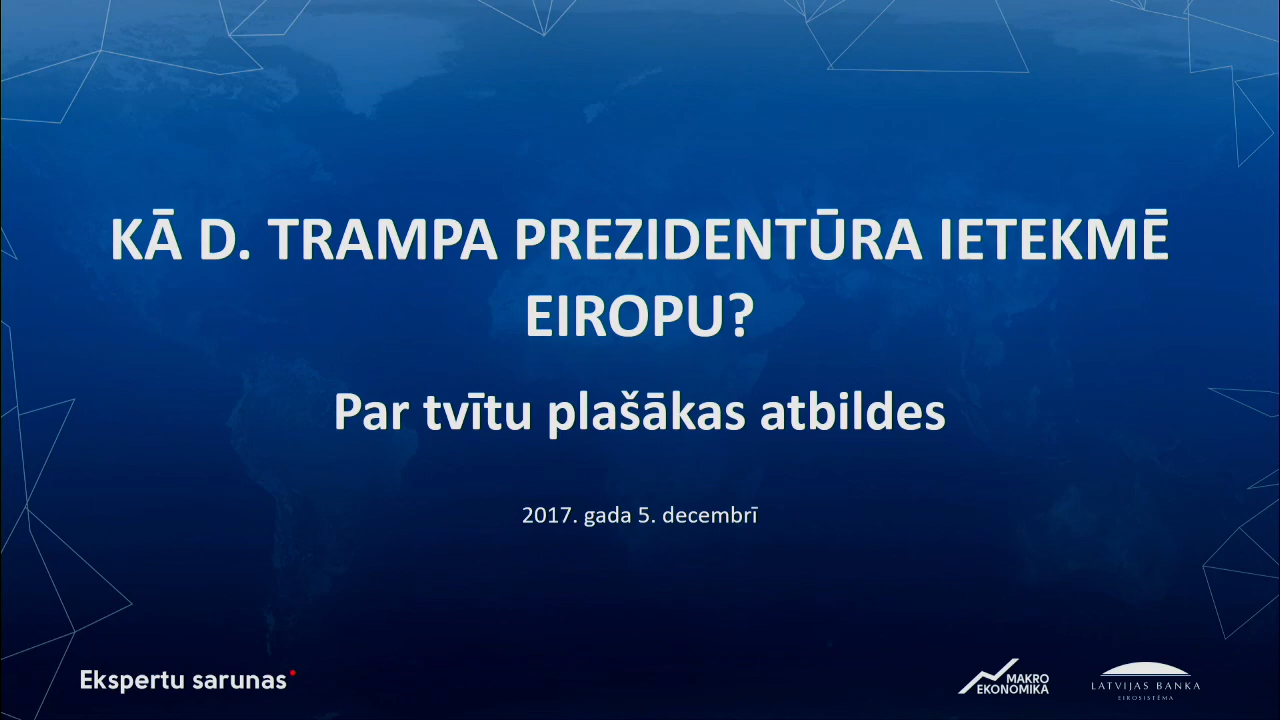 KĀ D. TRAMPA PREZIDENTŪRA IETEKMĒ
EIROPU?
Par tvītu plašākas atbildes
2017. gada 5. decembrī
Ekspertu sarunas
MAKRO
EKONOMIKA
LATVIJAS BANKA
EIROSISTĒMA